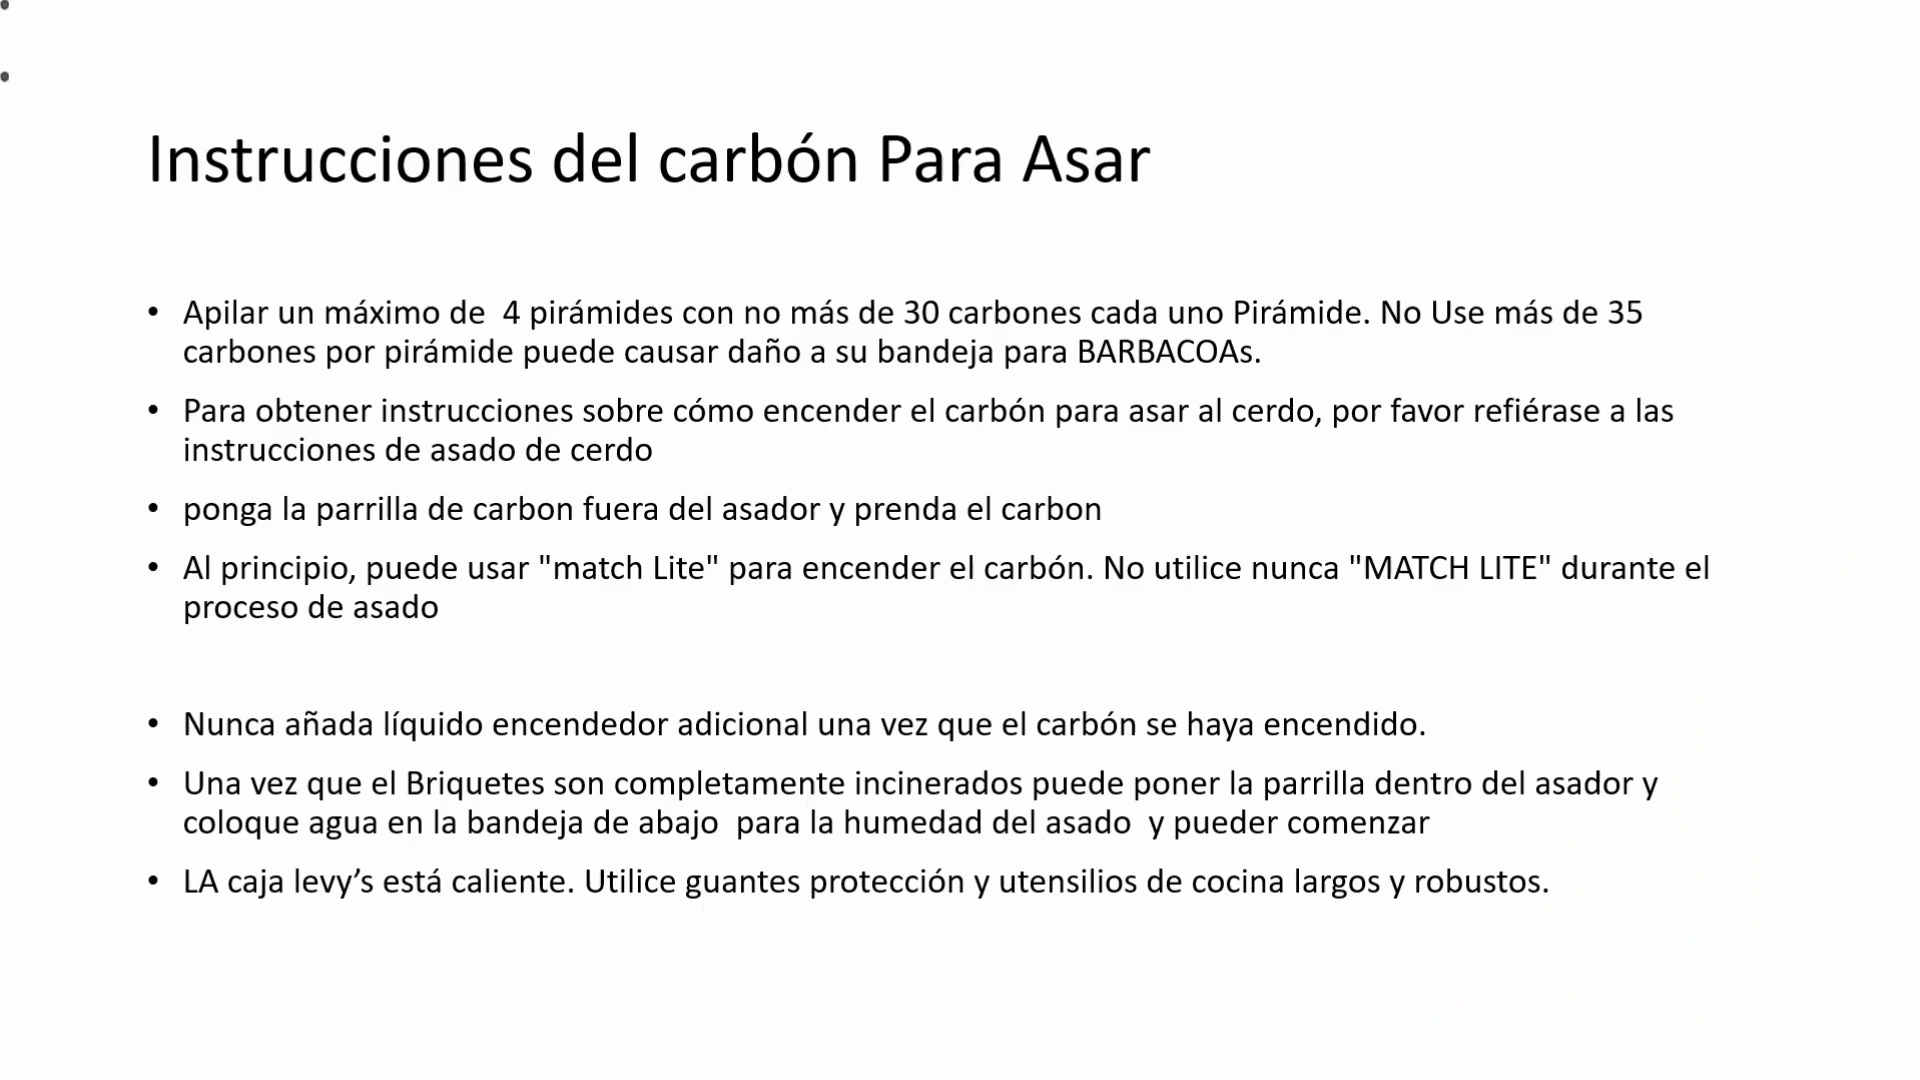 Instrucciones del carbón Para Asar
• Apilar un máximo de  4 pirámides con no más de 30 carbones cada uno Pirámide. No Use más de 35
carbones por pirámide puede causar daño a su bandeja para BARBACOAs.
• Para obtener instrucciones sobre cómo encender el carbón para asar al cerdo, por favor refiérase a las
instrucciones de asado de cerdo
• ponga la parrilla de carbon fuera del asador y prenda el carbon
• Al principio, puede usar "match Lite" para encender el carbón. No utilice nunca "MATCH LITE" durante el
proceso de asado
• Nunca añada líquido encendedor adicional una vez que el carbón se haya encendido.
• Una vez que el Briquetes son completamente incinerados puede poner la parrilla dentro del asador y
coloque agua en la bandeja de abajo  para la humedad del asado  y pueder comenzar
• LA caja levy’s está caliente. Utilice guantes protección y utensilios de cocina largos y robustos.